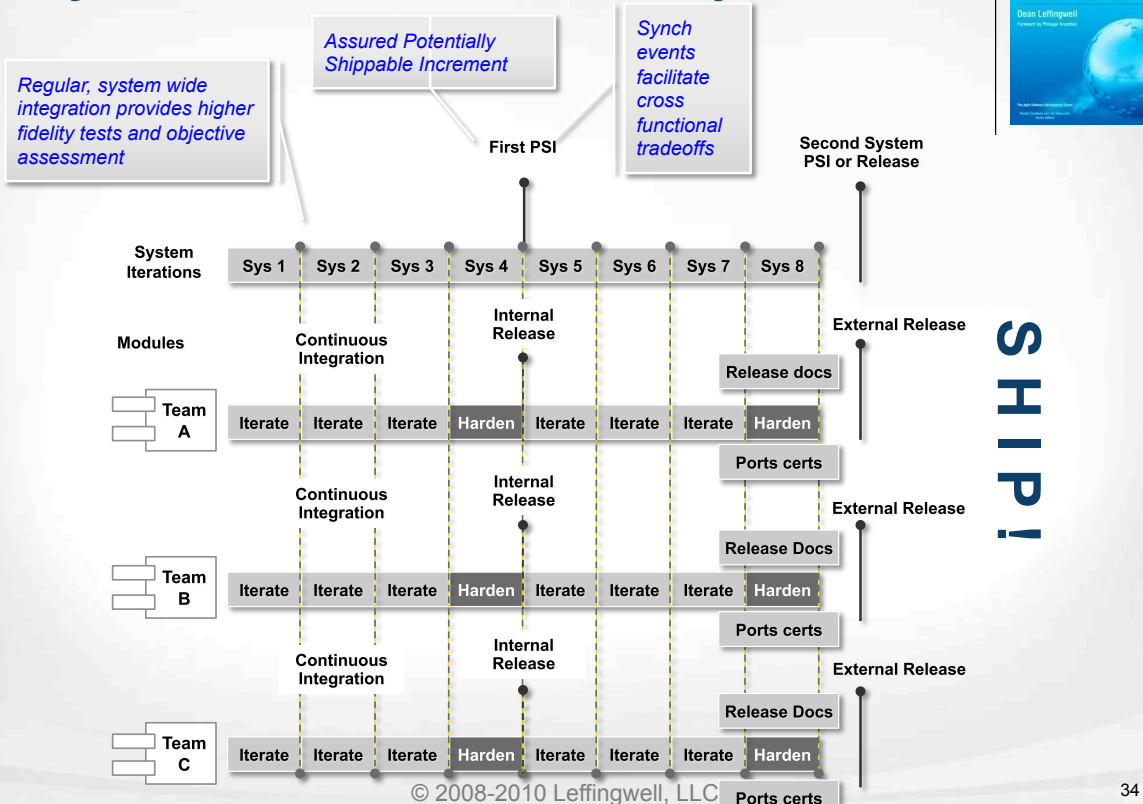 Dean Leffingwell
Foreword by Philippe Kruchten
Regular, system wide
integration provides higher
fidelity tests and objective
assessment
Assured Potentially
Shippable Increment
Synch
events
facilitate
cross
functional
tradeoffs
First PSI
Second System
PSI or Release
System
Iterations
Sys 1
Sys 2
Sys 3
Sys 4
Sys 5
Sys 6
Sys 7
Sys 8
Modules
Continuous
Integration
Internal
Release
External Release
Release docs
Team
A
Iterate
Iterate
Iterate
Harden
Iterate
Iterate
Iterate
Harden
Ports certs
Continuous
Integration
Internal
Release
External Release
Release Docs
Team
B
Iterate
Iterate
Iterate
Harden
Iterate
Iterate
Iterate
Harden
Ports certs
Continuous
Integration
Internal
Release
External Release
Release Docs
Team
C
Iterate
Iterate
Iterate
Harden
Iterate
Iterate
Iterate
Harden
Ports certs
SHIP!
© 2008-2010 Leffingwell, LLC
34